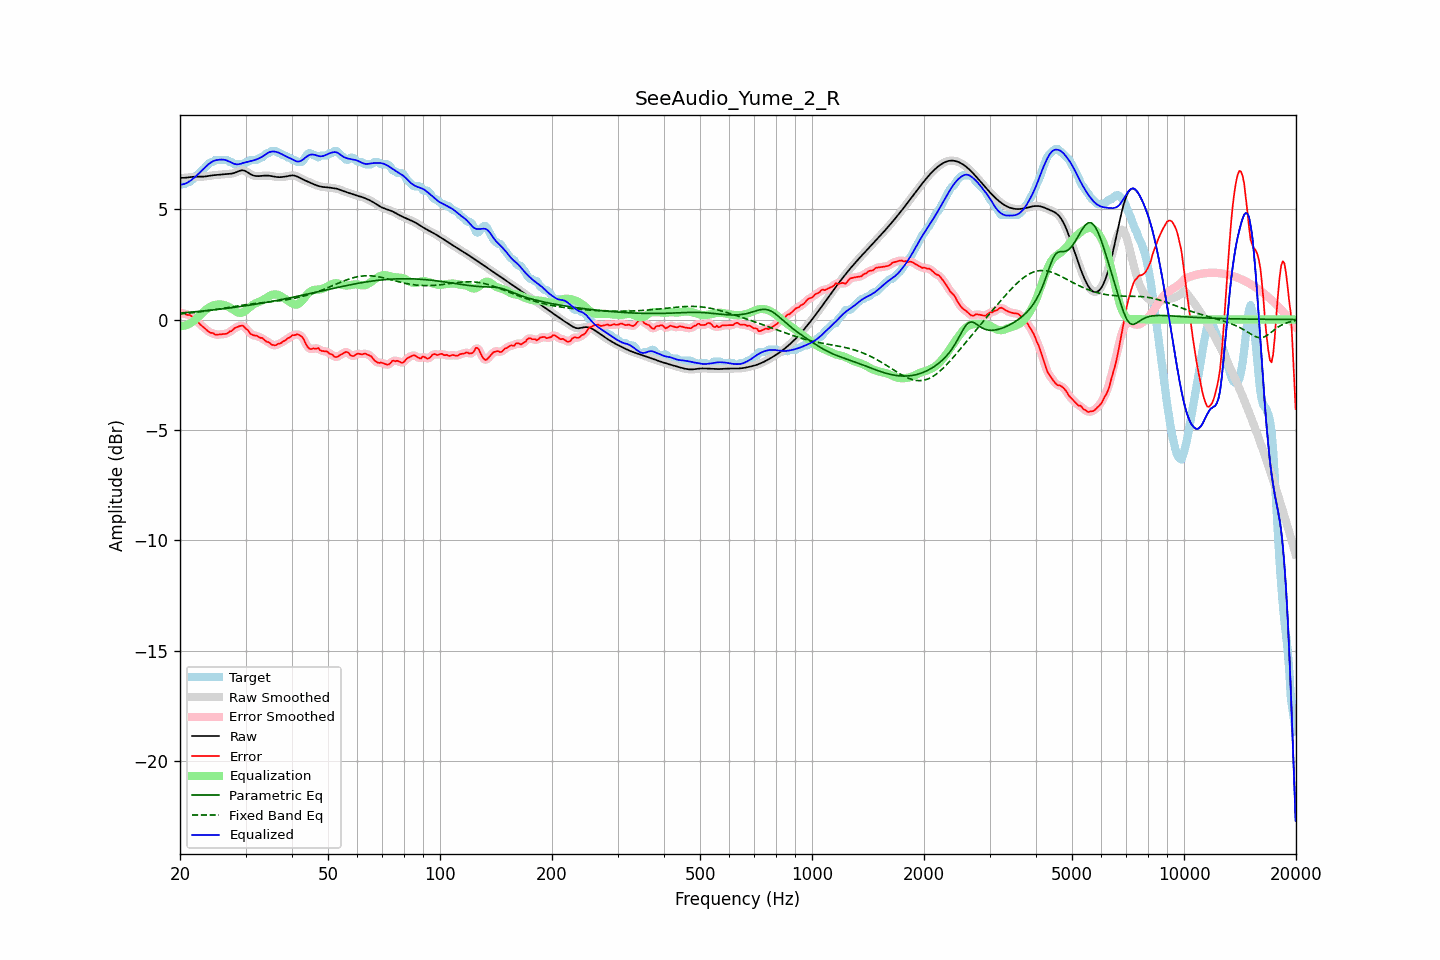 SeeAudio_Yume_2_R
Amplitude (dBr)
5
0
−5
−10
−15
−20
Target
Raw Smoothed
Error Smoothed
Raw
Error
Equalization
Parametric Eq
Fixed Band Eq
Equalized
20 50 100 200 500 1000 2000 5000 10000 20000
Frequency (Hz)